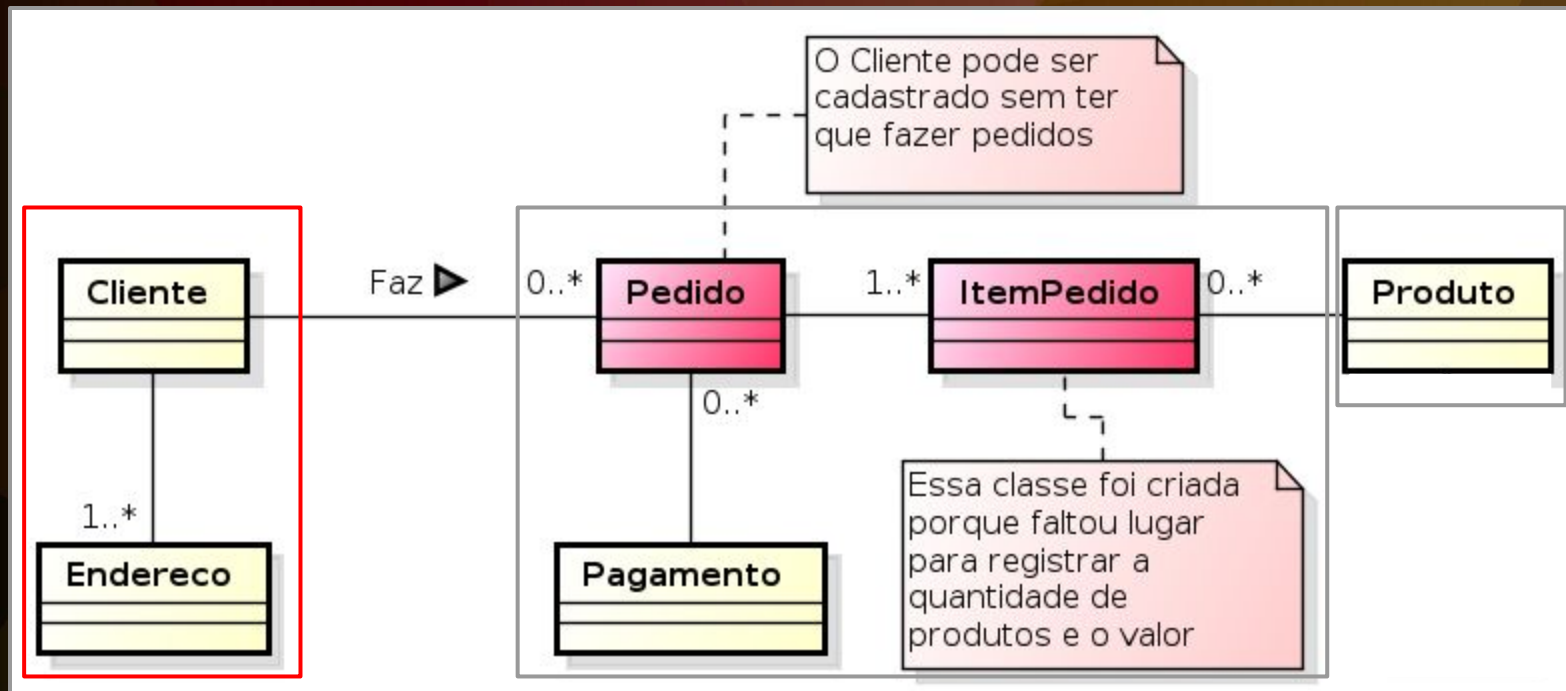 O Cliente pode ser
cadastrado sem ter
que fazer pedidos
Cliente
Faz
0..*
Pedido
1..*
ItemPedido
0..*
Produto
0..*
1..*
Endereco
Pagamento
Essa classe foi criada
porque faltou lugar
para registrar a
quantidade de
produtos e o valor